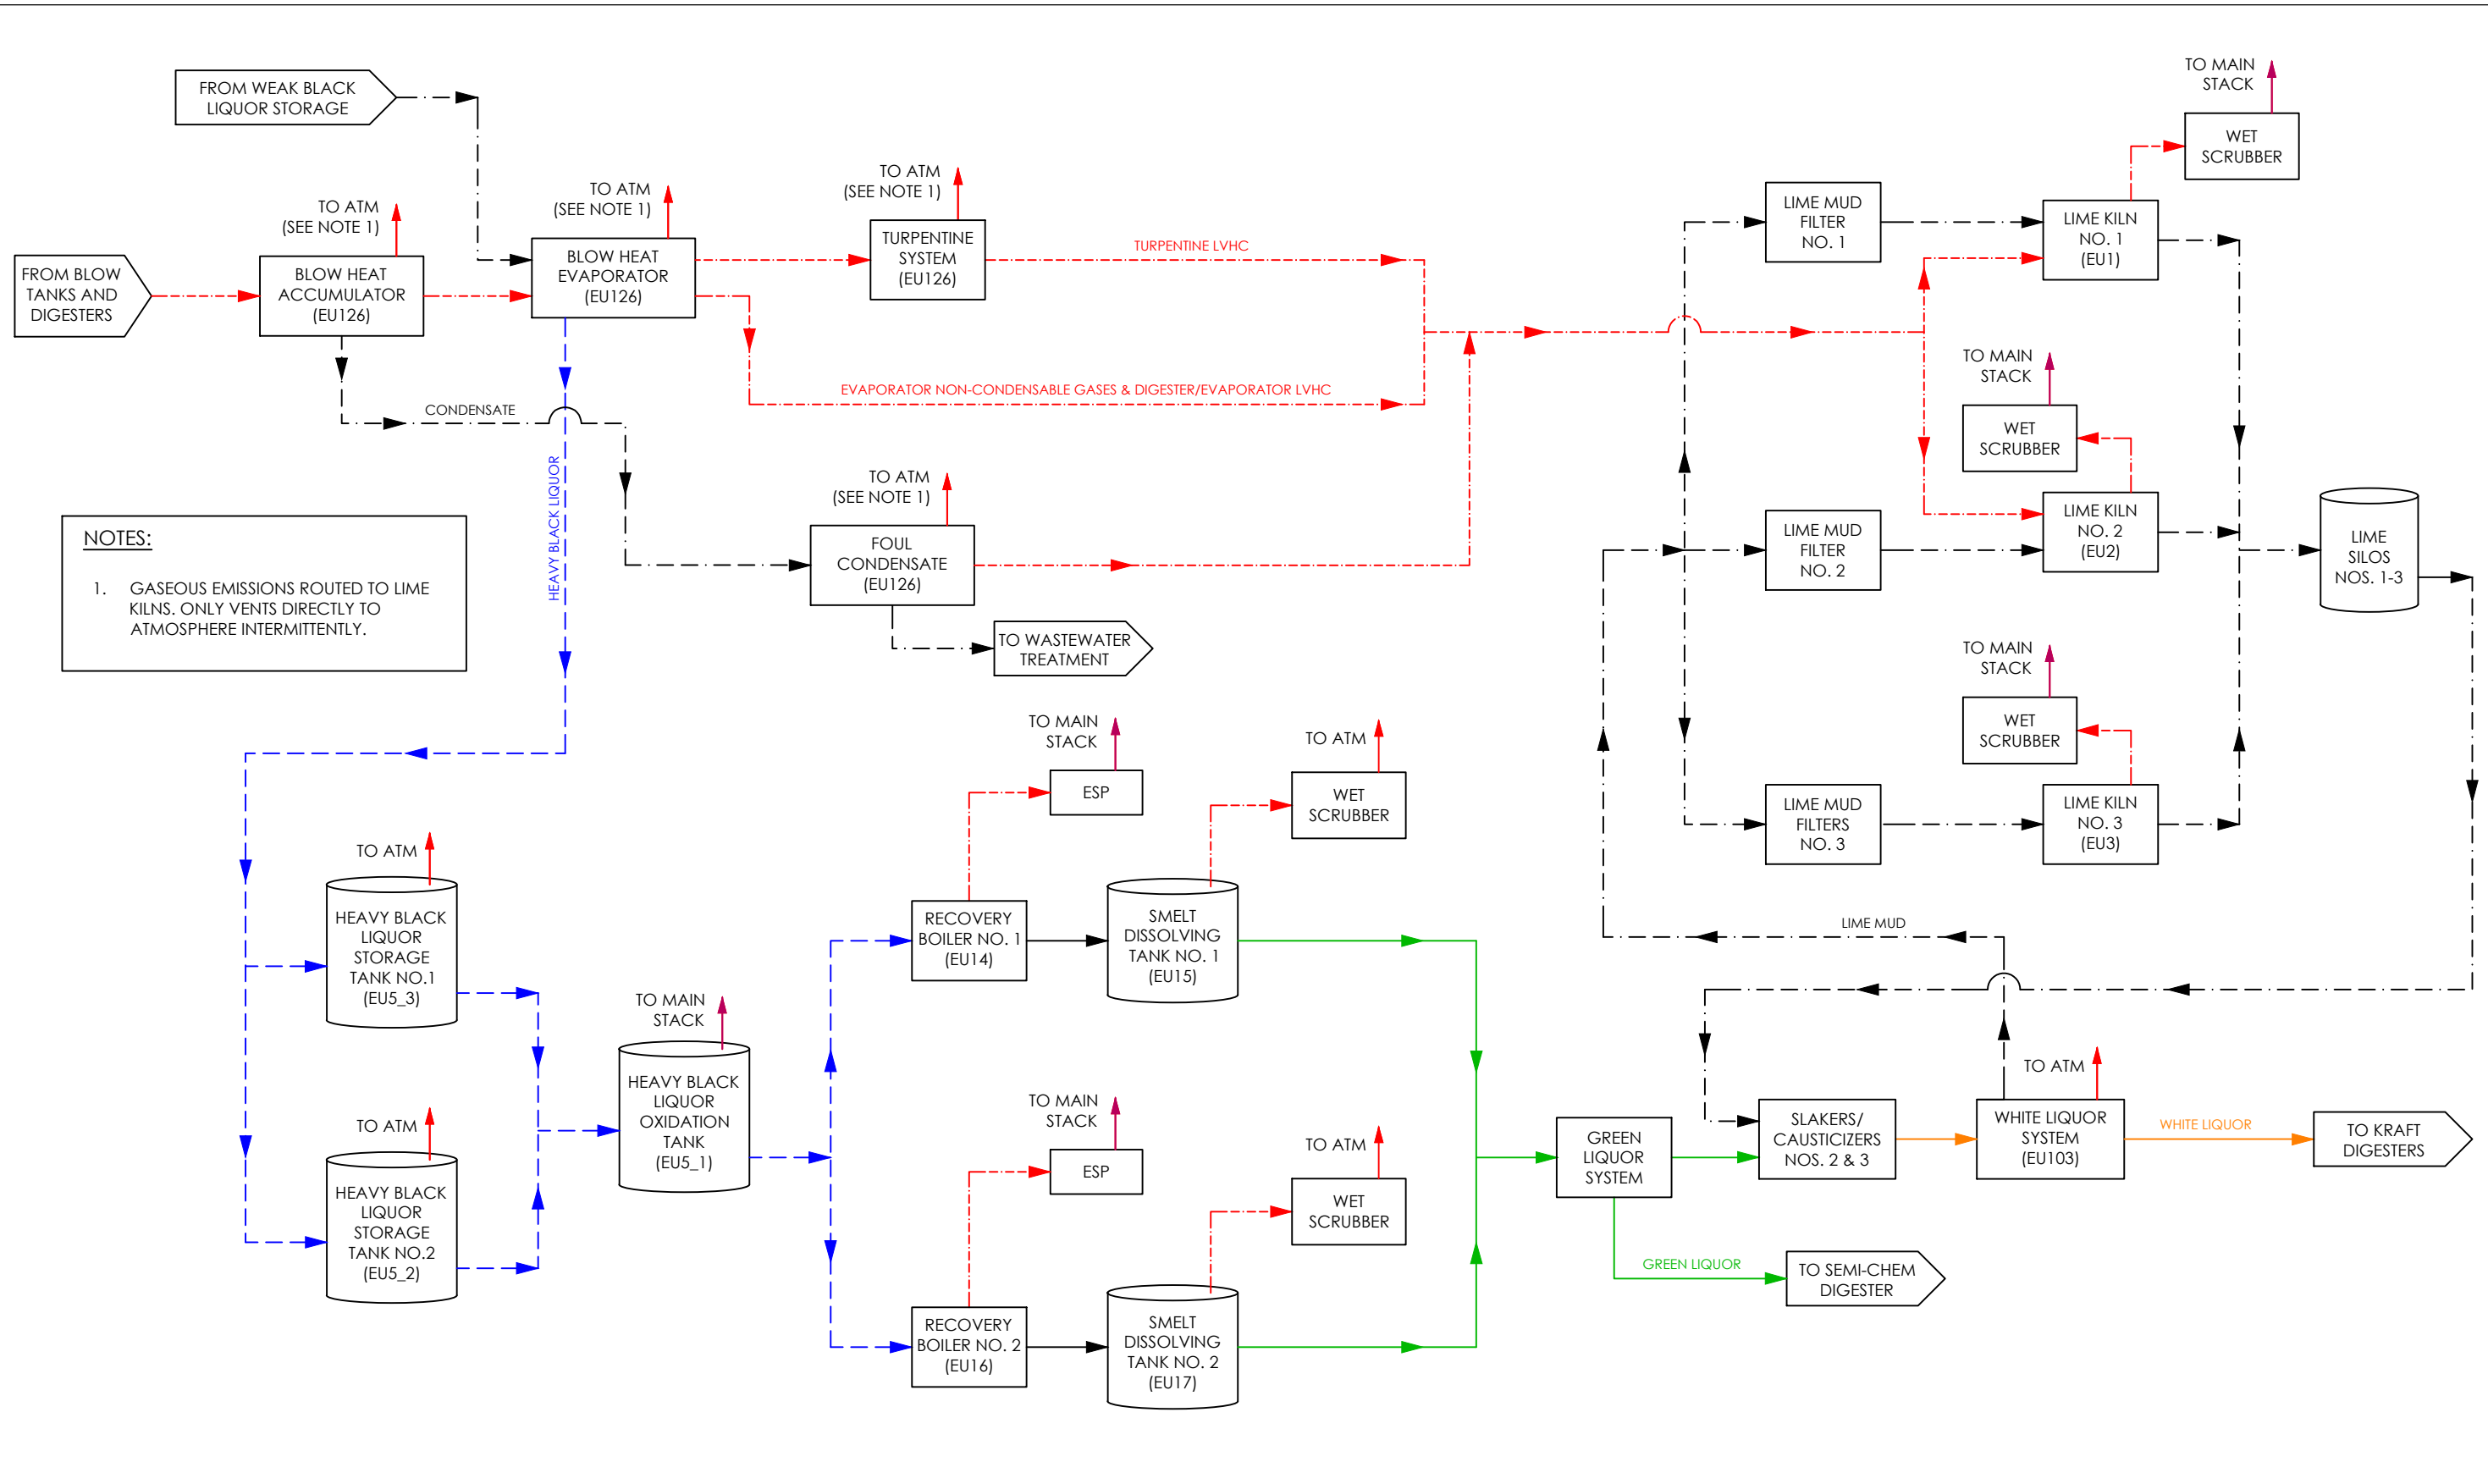 FROM WEAK BLACK
LIQUOR STORAGE
TO MAIN
STACK
WET
SCRUBBER
TO ATM
(SEE NOTE 1)
TO ATM
(SEE NOTE 1)
TO ATM
(SEE NOTE 1)
FROM BLOW
TANKS AND
DIGESTERS
BLOW HEAT
ACCUMULATOR
(EU126)
BLOW HEAT
EVAPORATOR
(EU126)
TURPENTINE
SYSTEM
(EU126)
TURPENTINE LVHC
LIME MUD
FILTER
NO. 1
LIME KILN
NO. 1
(EU1)
EVAPORATOR NON-CONDENSABLE GASES & DIGESTER/EVAPORATOR LVHC
CONDENSATE
HEAVY BLACK LIQUOR
TO MAIN
STACK
WET
SCRUBBER
TO ATM
(SEE NOTE 1)
FOUL
CONDENSATE
(EU126)
TO WASTEWATER
TREATMENT
LIME MUD
FILTER
NO. 2
LIME KILN
NO. 2
(EU2)
LIME
SILOS
NOS. 1-3
NOTES:
1. GASEOUS EMISSIONS ROUTED TO LIME
KILNS. ONLY VENTS DIRECTLY TO
ATMOSPHERE INTERMITTENTLY.
TO MAIN
STACK
WET
SCRUBBER
LIME MUD
FILTERS
NO. 3
LIME KILN
NO. 3
(EU3)
LIME MUD
TO MAIN
STACK
ESP
TO ATM
WET
SCRUBBER
TO ATM
HEAVY BLACK
LIQUOR
STORAGE
TANK NO.1
(EU5_3)
RECOVERY
BOILER NO. 1
(EU14)
SMELT
DISSOLVING
TANK NO. 1
(EU15)
TO MAIN
STACK
HEAVY BLACK
LIQUOR
OXIDATION
TANK
(EU5_1)
TO ATM
HEAVY BLACK
LIQUOR
STORAGE
TANK NO.2
(EU5_2)
TO MAIN
STACK
ESP
TO ATM
WET
SCRUBBER
RECOVERY
BOILER NO. 2
(EU16)
SMELT
DISSOLVING
TANK NO. 2
(EU17)
GREEN
LIQUOR
SYSTEM
SLAKERS/
CAUSTICIZERS
NOS. 2 & 3
TO ATM
WHITE LIQUOR
SYSTEM
(EU103)
WHITE LIQUOR
TO KRAFT
DIGESTERS
GREEN LIQUOR
TO SEMI-CHEM
DIGESTER